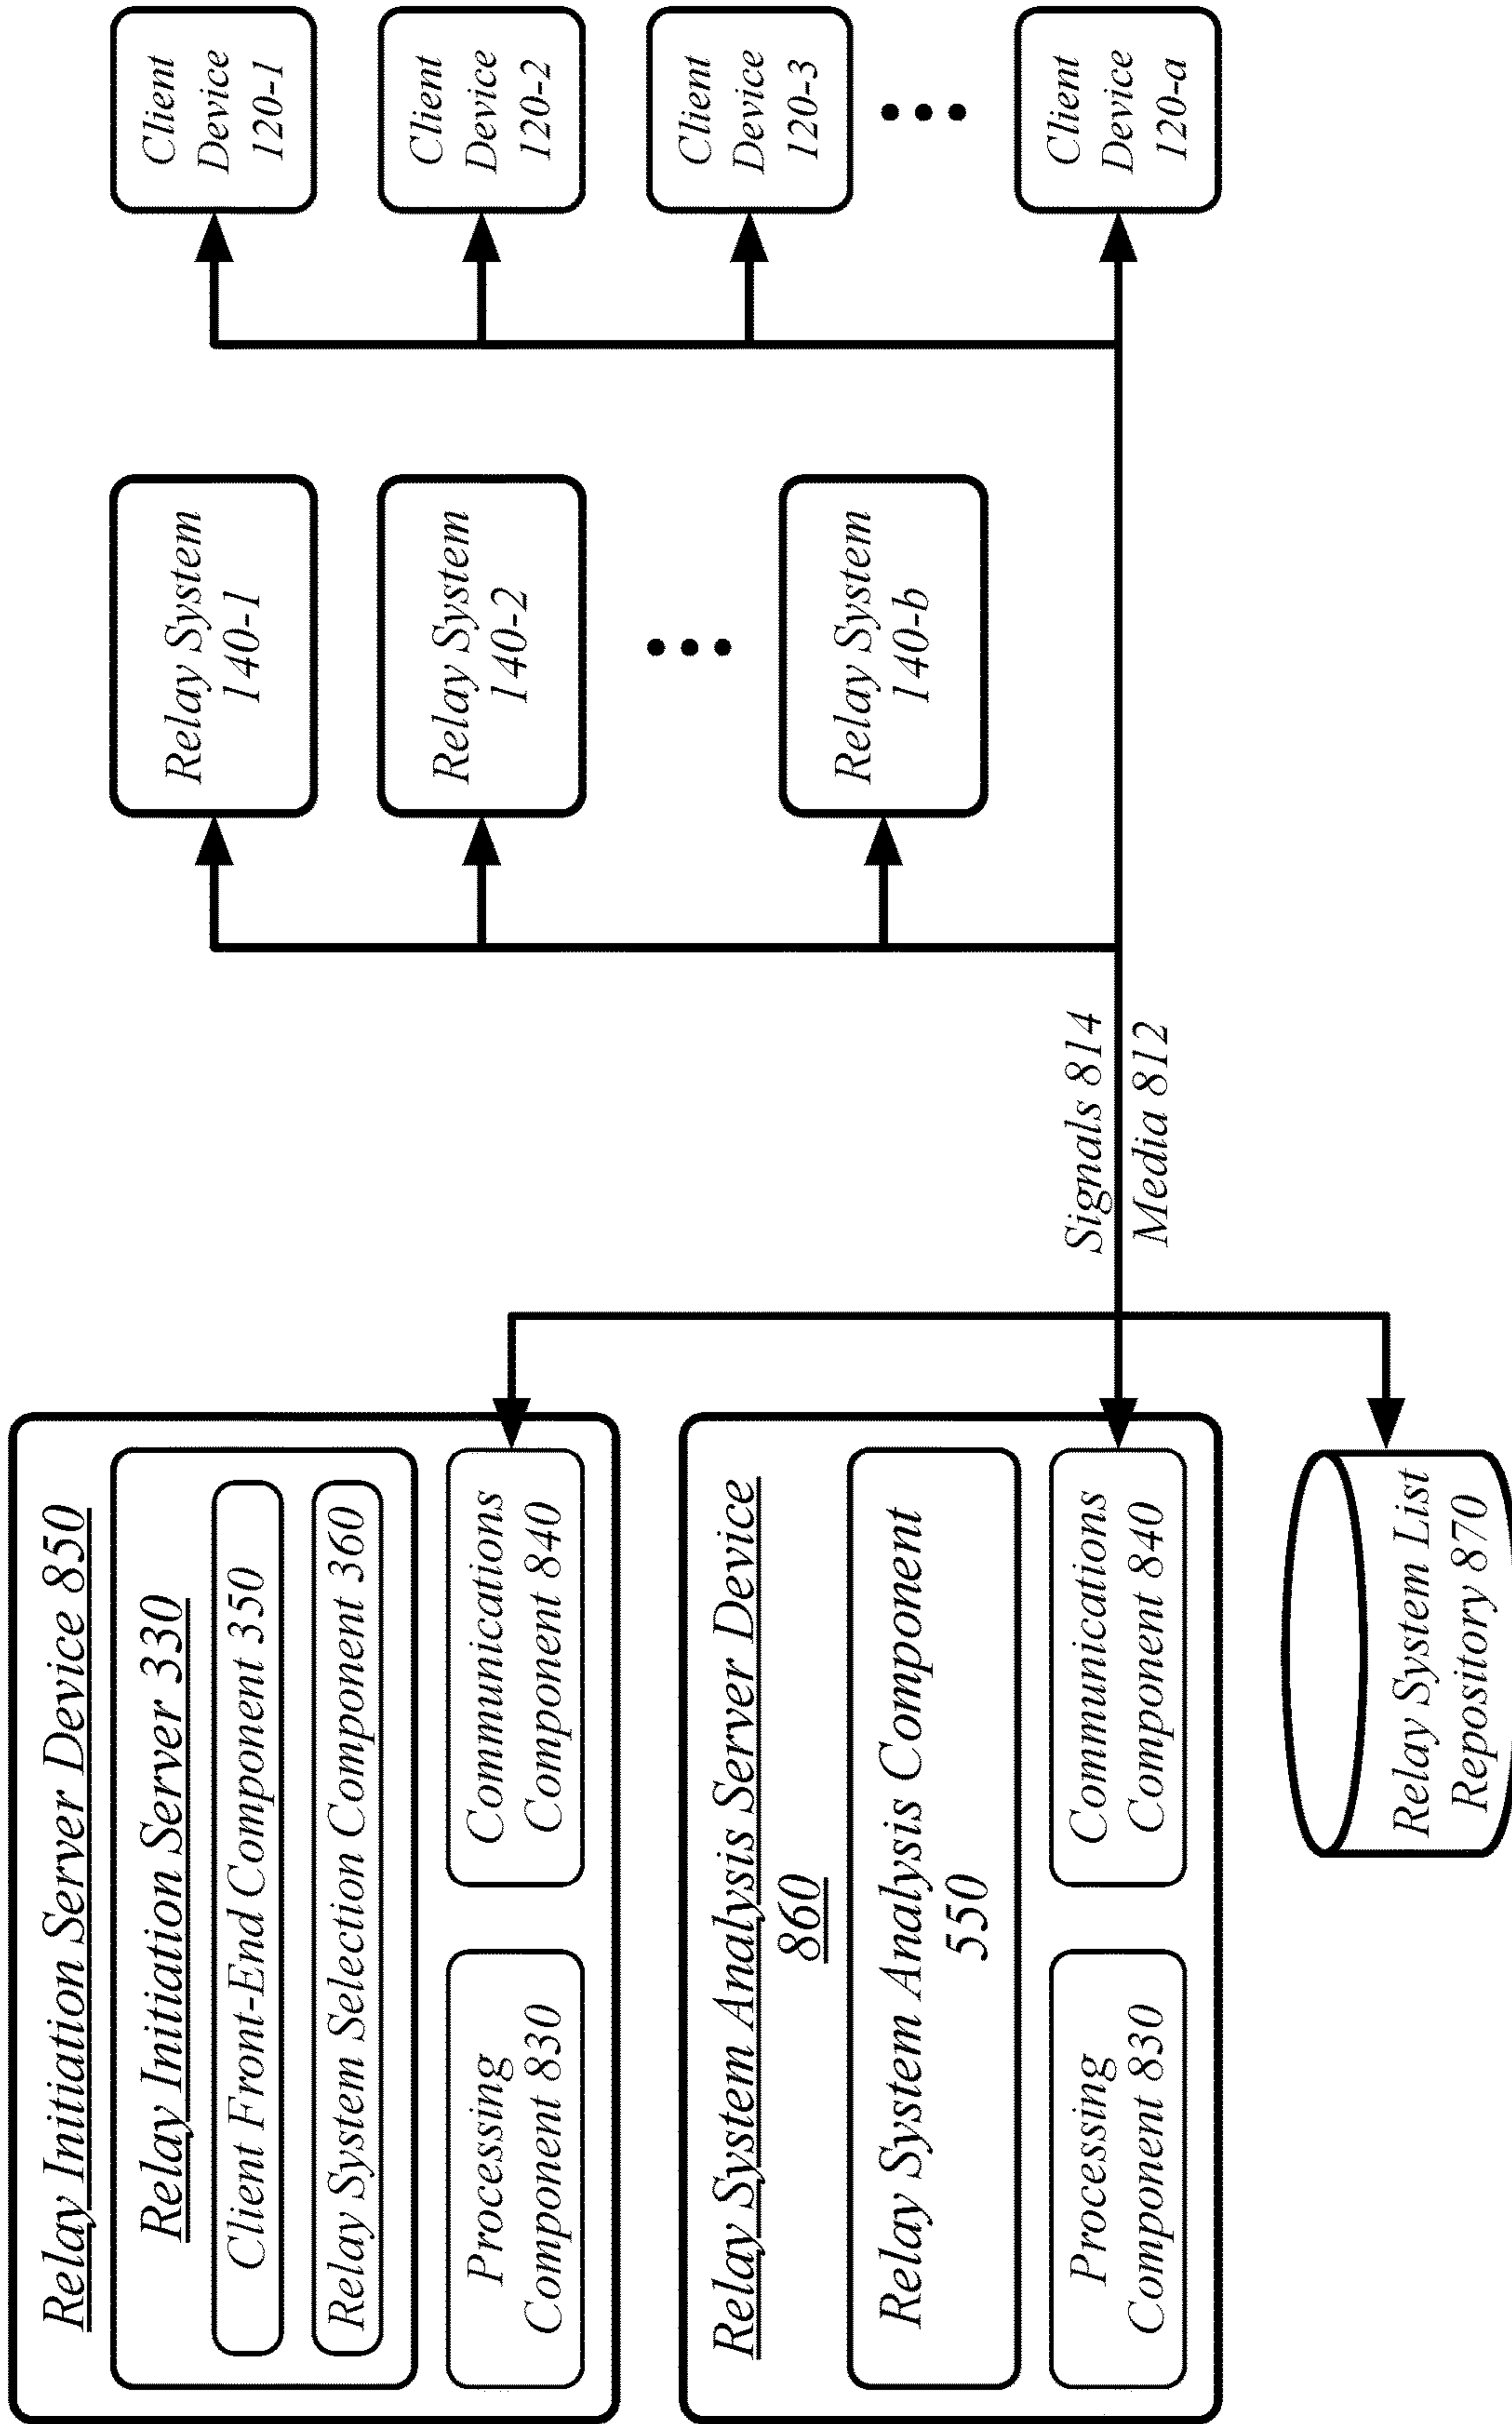 Relay Initiation Server Device 850
Relay Initiation Server 330
Client Front-End Component 350
Relay System Selection Component 360
Processing
Component 830
Communications
Component 840
Relay System Analysis Server Device
860
Relay System Analysis Component
550
Processing
Component 830
Communications
Component 840
Relay System List
Repository 870
Signals 814
Media 812
Relay System
140-1
Relay System
140-2
Relay System
140-b
Client
Device
120-1
Client
Device
120-2
Client
Device
120-3
Client
Device
120-a